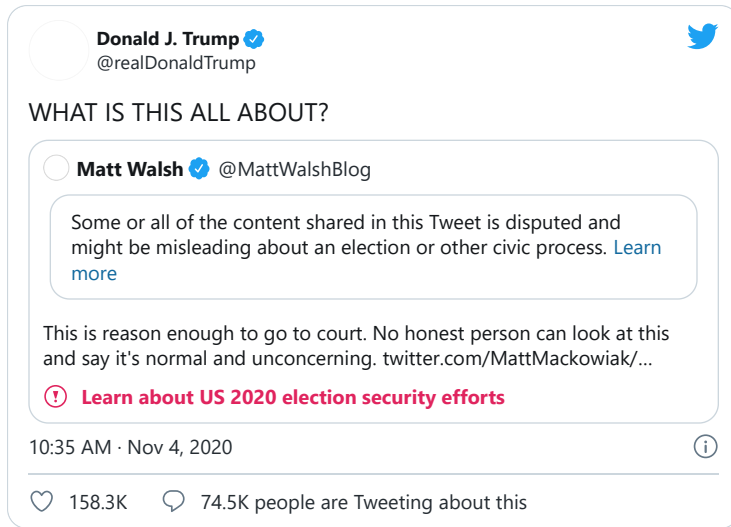 Donald J. Trump
@realDonaldTrump
WHAT IS THIS ALL ABOUT?
Matt Walsh @MattWalshBlog
Some or all of the content shared in this Tweet is disputed and
might be misleading about an election or other civic process. Learn
more
This is reason enough to go to court. No honest person can look at this
and say it's normal and unconcerning. twitter.com/MattMackowiak/…
Learn about US 2020 election security efforts
10:35 AM · Nov 4, 2020
158.3K 74.5K people are Tweeting about this